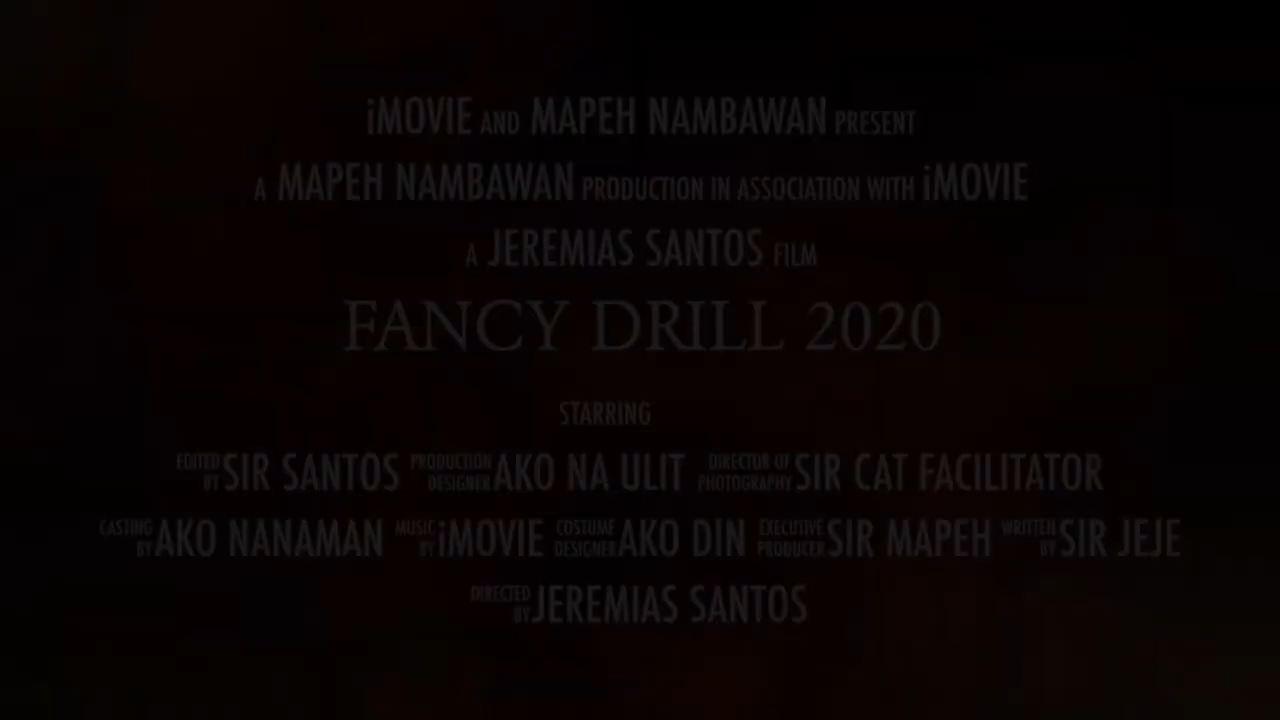 iMOVIE AND MAPEH NAMBAWAN PRESENT
A MAPEH NAMBAWAN PRODUCTION IN ASSOCIATION WITH iMOVIE
A JEREMIAS SANTOS FILM
FANCY DRILL 2020
STARRING
EDITED BY SIR SANTOS PRODUCTION DESIGNER AKO NA ULIT DIRECTOR OF PHOTOGRAPHY SIR CAT FACILITATOR
CASTING BY AKO NANAMAN MUSIC BY iMOVIE COSTUME DESIGNER AKO DIN EXECUTIVE PRODUCER SIR MAPEH WRITTEN BY SIR JEJE
DIRECTED BY JEREMIAS SANTOS